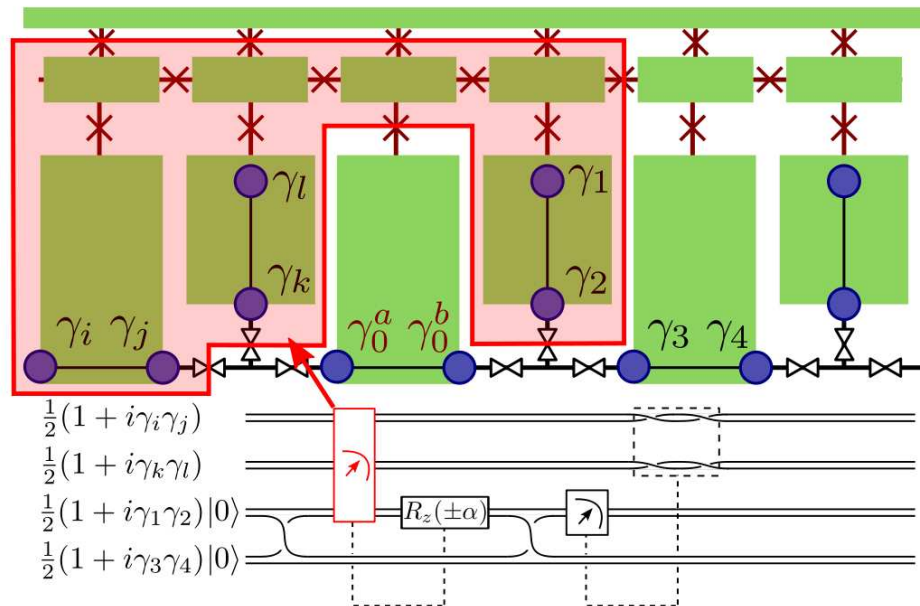 γ_l γ_1
γ_k γ_2
γ_i γ_j γ_0^a γ_0^b γ_3 γ_4
½(1 + iγ_iγ_j)
½(1 + iγ_kγ_l)
½(1 + iγ_1γ_2)|0⟩ R_z(±α)
½(1 + iγ_3γ_4)|0⟩